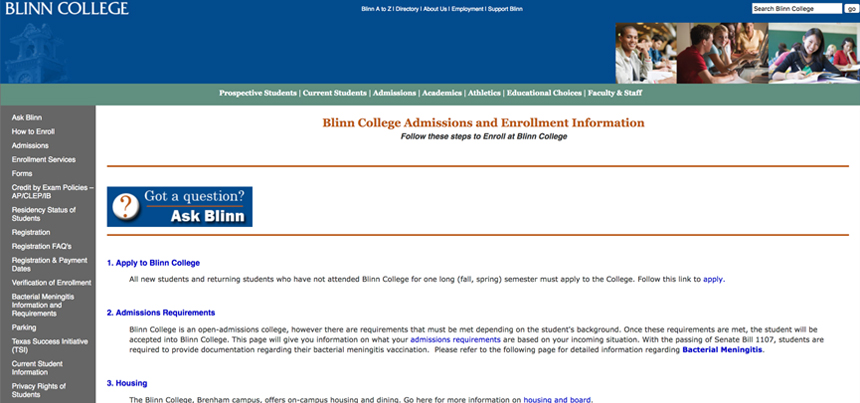 BLINN COLLEGE
Blinn A to Z | Directory | About Us | Employment | Support Blinn
Search Blinn College
go
Prospective Students | Current Students | Admissions | Academics | Athletics | Educational Choices | Faculty & Staff
Ask Blinn
How to Enroll
Admissions
Enrollment Services
Forms
Credit by Exam Policies –
AP/CLEP/IB
Residency Status of
Students
Registration
Registration FAQ's
Registration & Payment
Dates
Verification of Enrollment
Bacterial Meningitis
Information and
Requirements
Parking
Texas Success Initiative
(TSI)
Current Student
Information
Privacy Rights of
Students
Blinn College Admissions and Enrollment Information
Follow these steps to Enroll at Blinn College
? Got a question?
Ask Blinn
1. Apply to Blinn College
All new students and returning students who have not attended Blinn College for one long (fall, spring) semester must apply to the College. Follow this link to apply.
2. Admissions Requirements
Blinn College is an open-admissions college, however there are requirements that must be met depending on the student's background. Once these requirements are met, the student will be
accepted into Blinn College. This page will give you information on what your admissions requirements are based on your incoming situation. With the passing of Senate Bill 1107, students are
required to provide documentation regarding their bacterial meningitis vaccination. Please refer to the following page for detailed information regarding Bacterial Meningitis.
3. Housing
The Blinn College, Brenham campus, offers on-campus housing and dining. Go here for more information on housing and board.